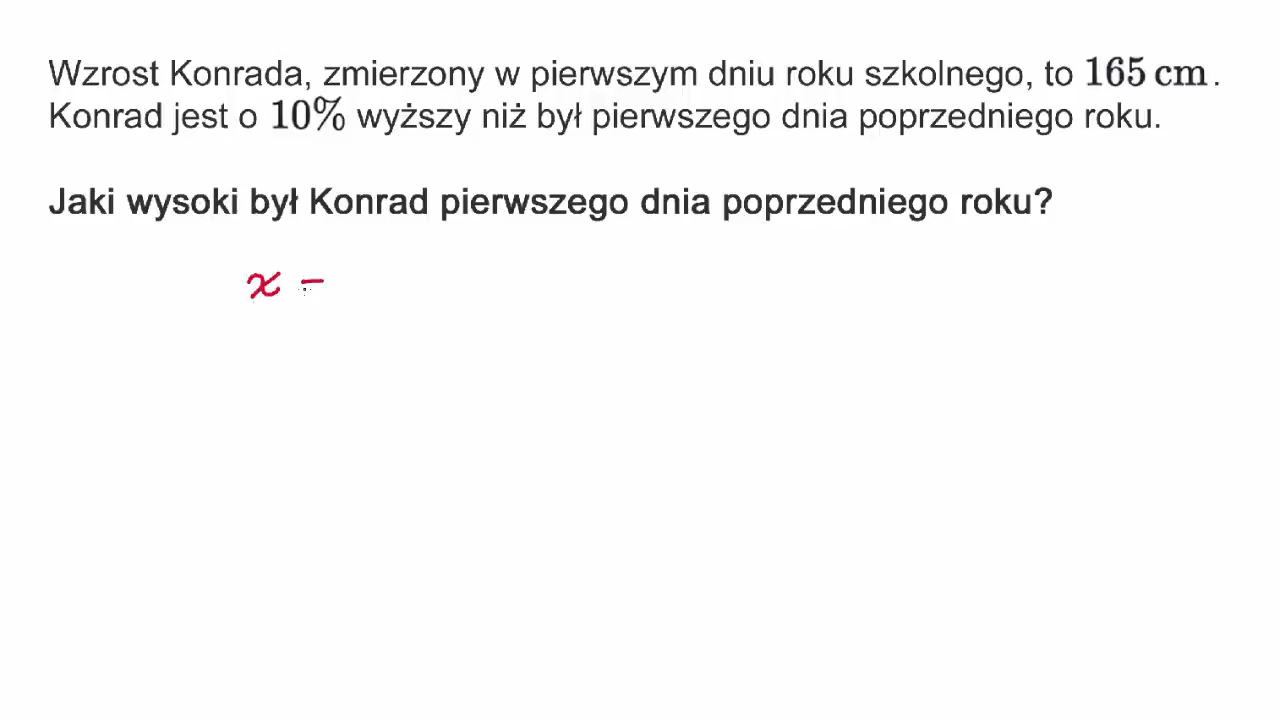 Wzrost Konrada, zmierzony w pierwszym dniu roku szkolnego, to 165 cm.
Konrad jest o 10% wyższy niż był pierwszego dnia poprzedniego roku.
Jaki wysoki był Konrad pierwszego dnia poprzedniego roku?
x -